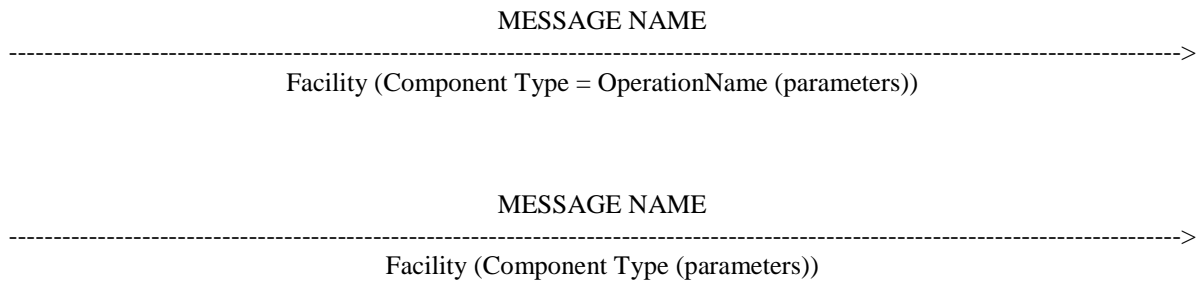 MESSAGE NAME
------------------------------------------------------------------------------------------------------------------------------------>
Facility (Component Type = OperationName (parameters))
MESSAGE NAME
------------------------------------------------------------------------------------------------------------------------------------>
Facility (Component Type (parameters))